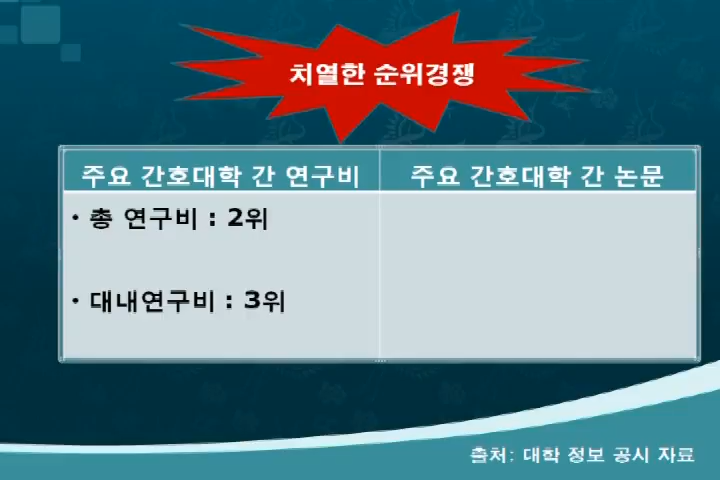 치열한 순위경쟁
주요 간호대학 간 연구비
주요 간호대학 간 논문
• 총 연구비 : 2위
• 대내연구비 : 3위
출처: 대학 정보 공시 자료